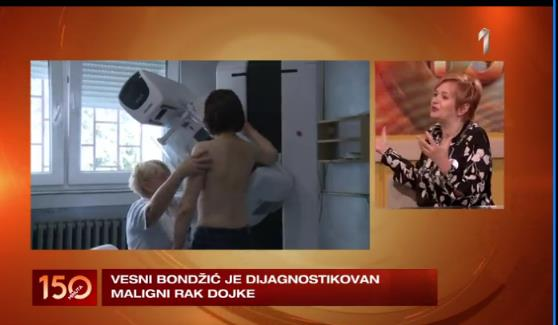 1
VESNI BONDŽIĆ JE DIJAGNOSTIKOVAN
MALIGNI RAK DOJKE
150